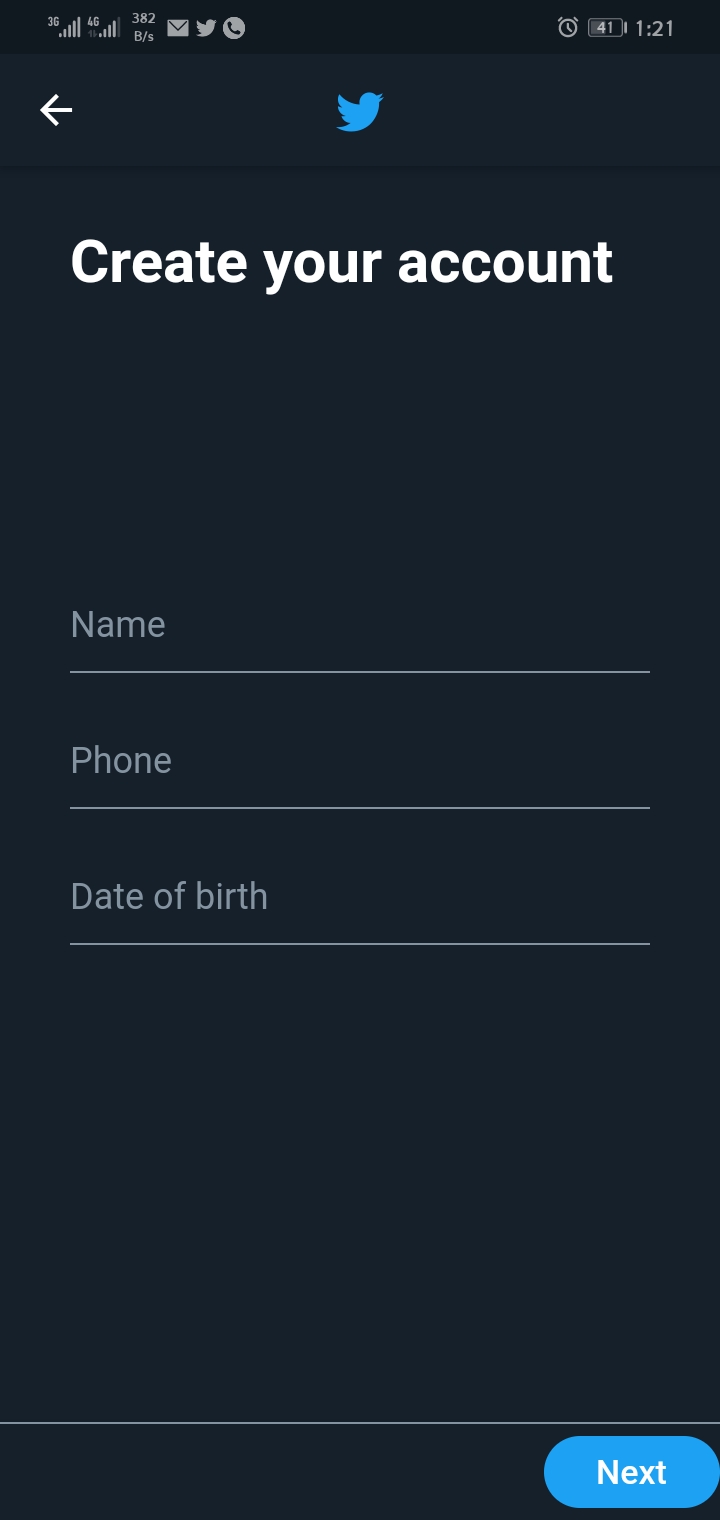 3G 4G 382 B/s 41 1:21
Create your account
Name
Phone
Date of birth
Next